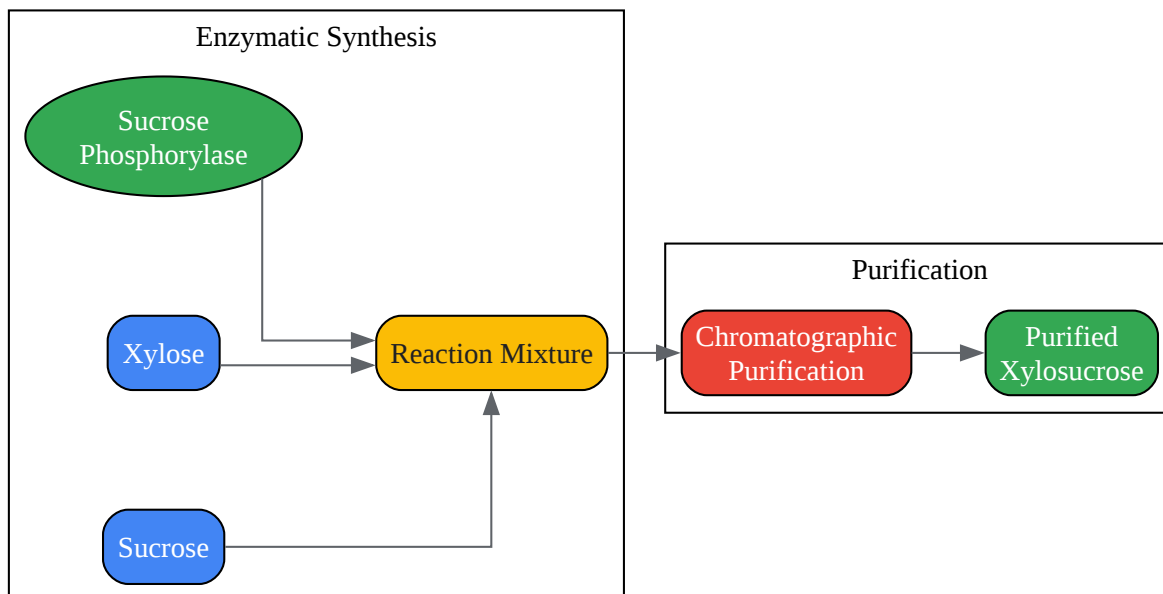 Enzymatic Synthesis
Sucrose
Phosphorylase
Xylose
Reaction Mixture
Sucrose
Purification
Chromatographic
Purification
Purified
Xylosucrose